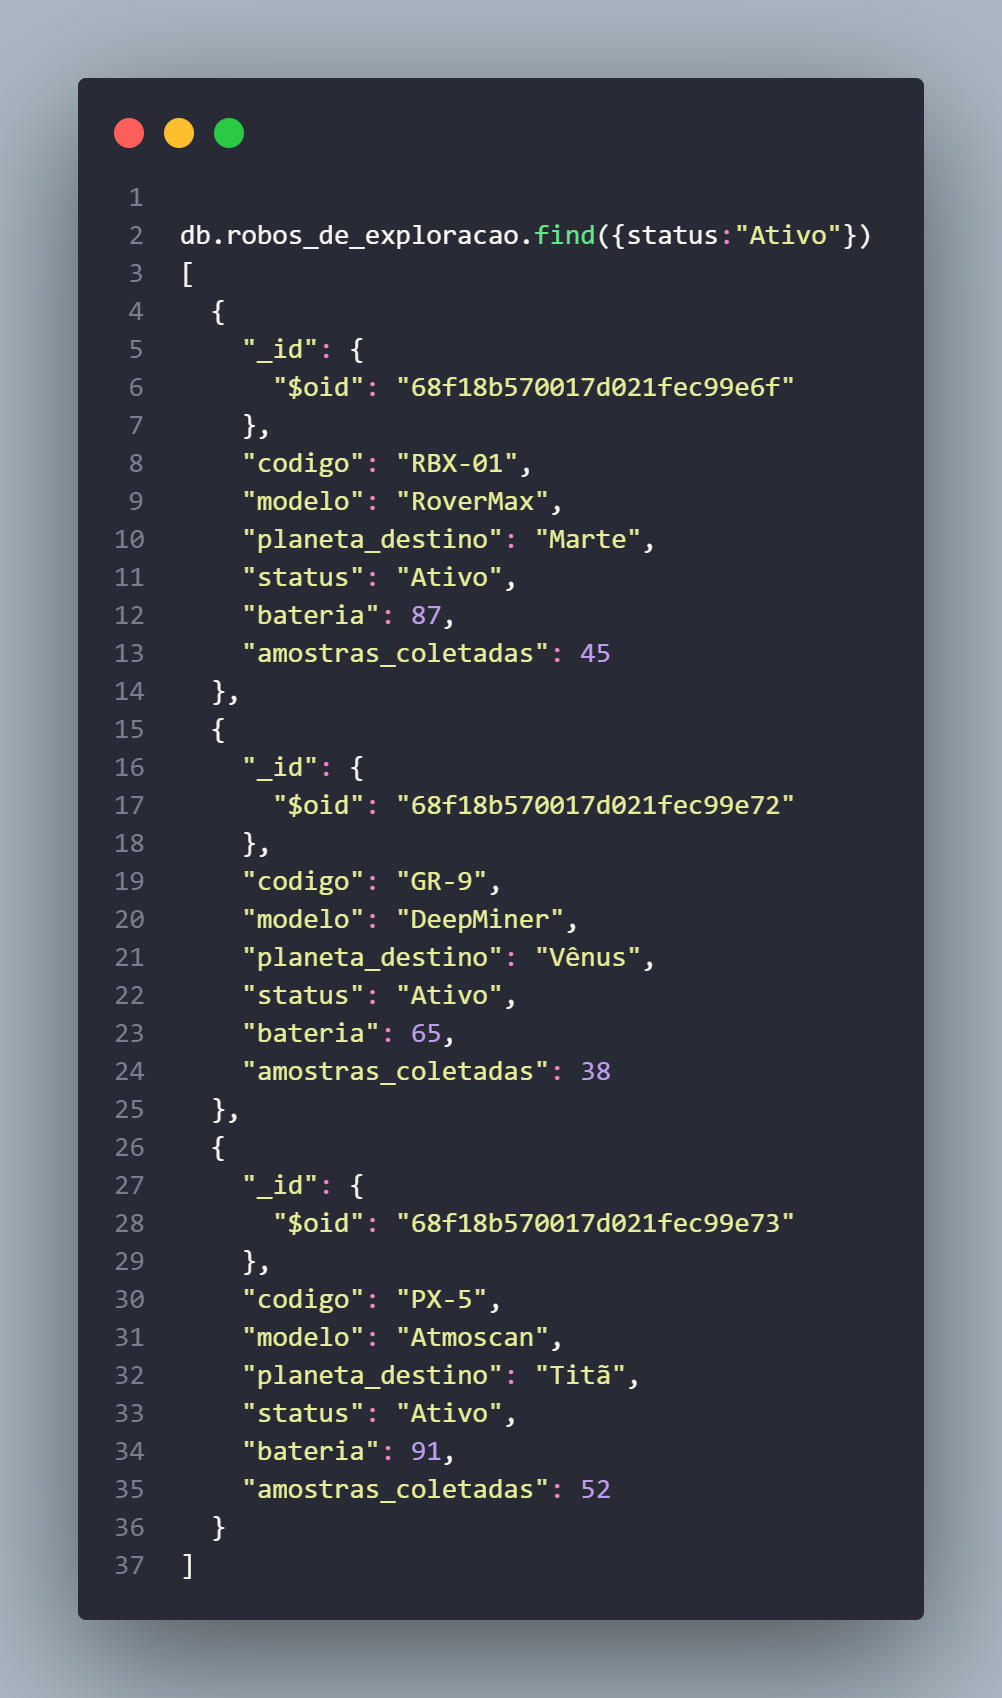 1
2 db.robos_de_exploracao.find({status:"Ativo"})
3 [
4   {
5     "_id": {
6       "$oid": "68f18b570017d021fec99e6f"
7     },
8     "codigo": "RBX-01",
9     "modelo": "RoverMax",
10     "planeta_destino": "Marte",
11     "status": "Ativo",
12     "bateria": 87,
13     "amostras_coletadas": 45
14   },
15   {
16     "_id": {
17       "$oid": "68f18b570017d021fec99e72"
18     },
19     "codigo": "GR-9",
20     "modelo": "DeepMiner",
21     "planeta_destino": "Vênus",
22     "status": "Ativo",
23     "bateria": 65,
24     "amostras_coletadas": 38
25   },
26   {
27     "_id": {
28       "$oid": "68f18b570017d021fec99e73"
29     },
30     "codigo": "PX-5",
31     "modelo": "Atmoscan",
32     "planeta_destino": "Titã",
33     "status": "Ativo",
34     "bateria": 91,
35     "amostras_coletadas": 52
36   }
37 ]